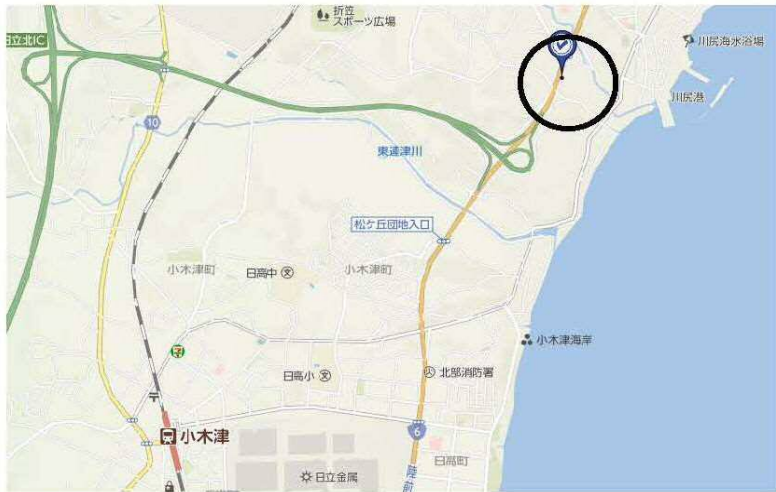 折笠
スポーツ広場
日立北IC
川尻海水浴場
川尻港
10
東連津川
松ケ丘団地入口
小木津町
日高中
小木津町
小木津海岸
日高小
北部消防署
小木津
6
日高町
陸前
日立金属